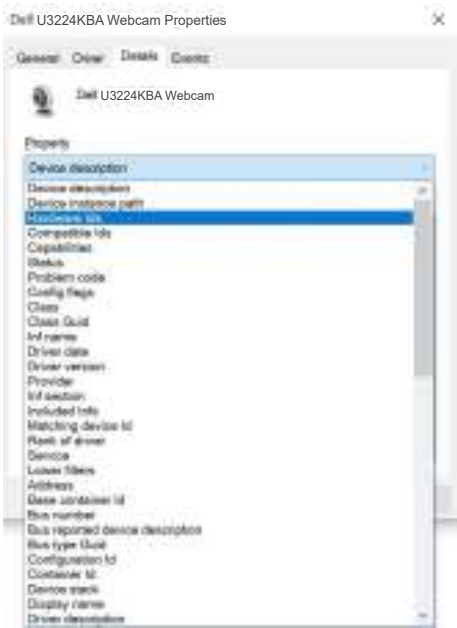 Dell U3224KBA Webcam Properties
General Driver Details Events
Dell U3224KBA Webcam
Property
Device description
Device description
Device instance path
Hardware Ids
Compatible Ids
Capabilities
Status
Problem code
Config flags
Class
Class Guid
Inf name
Driver date
Driver version
Provider
Inf section
Included Infs
Matching device Id
Rank of driver
Service
Lower filters
Address
Base container Id
Bus number
Bus reported device description
Bus type Guid
Configuration Id
Container Id
Device stack
Display name
Driver description